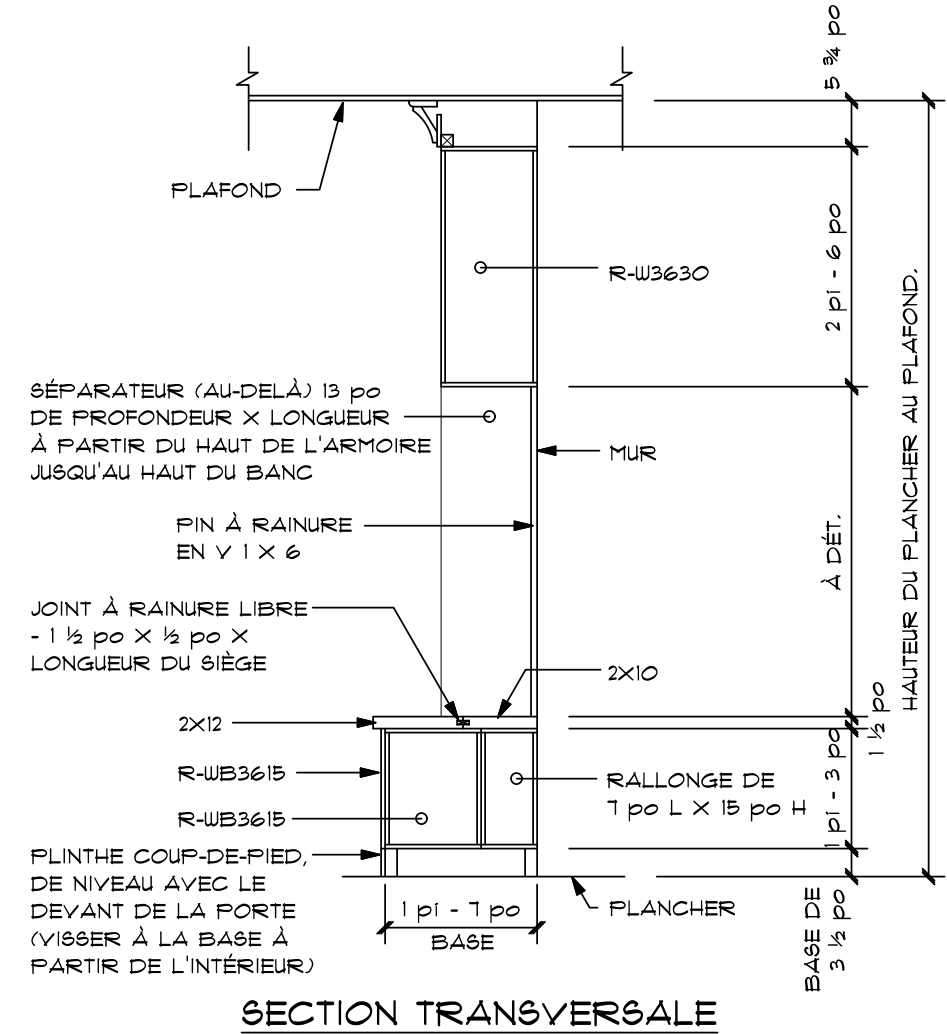 5 ¾ po
PLAFOND
R-W3630
2 pi - 6 po
HAUTEUR DU PLANCHER AU PLAFOND.
SÉPARATEUR (AU-DELÀ) 13 po
DE PROFONDEUR X LONGUEUR
À PARTIR DU HAUT DE L'ARMOIRE
JUSQU'AU HAUT DU BANC
MUR
PIN À RAINURE
EN V 1 X 6
À DÉT.
JOINT À RAINURE LIBRE
- 1 ½ po X ½ po X
LONGUEUR DU SIÈGE
2X10
2X12
1 ½ po
R-WB3615
RALLONGE DE
7 po L X 15 po H
1 pi - 3 po
R-WB3615
PLINTHE COUP-DE-PIED,
DE NIVEAU AVEC LE
DEVANT DE LA PORTE
(VISSER À LA BASE À
PARTIR DE L'INTÉRIEUR)
1 pi - 7 po
BASE
PLANCHER
BASE DE
3 ½ po
SECTION TRANSVERSALE